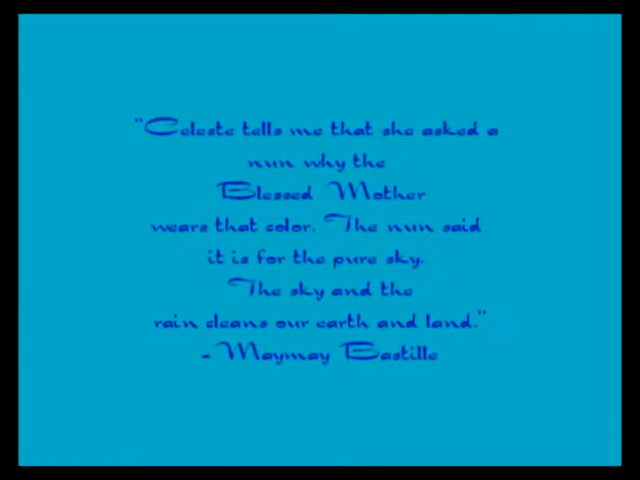 "Celeste tells me that she asked a
nun why the
Blessed Mother
wears that color. The nun said
it is for the pure sky.
The sky and the
rain cleans our earth and land."
- Maymay Bastille